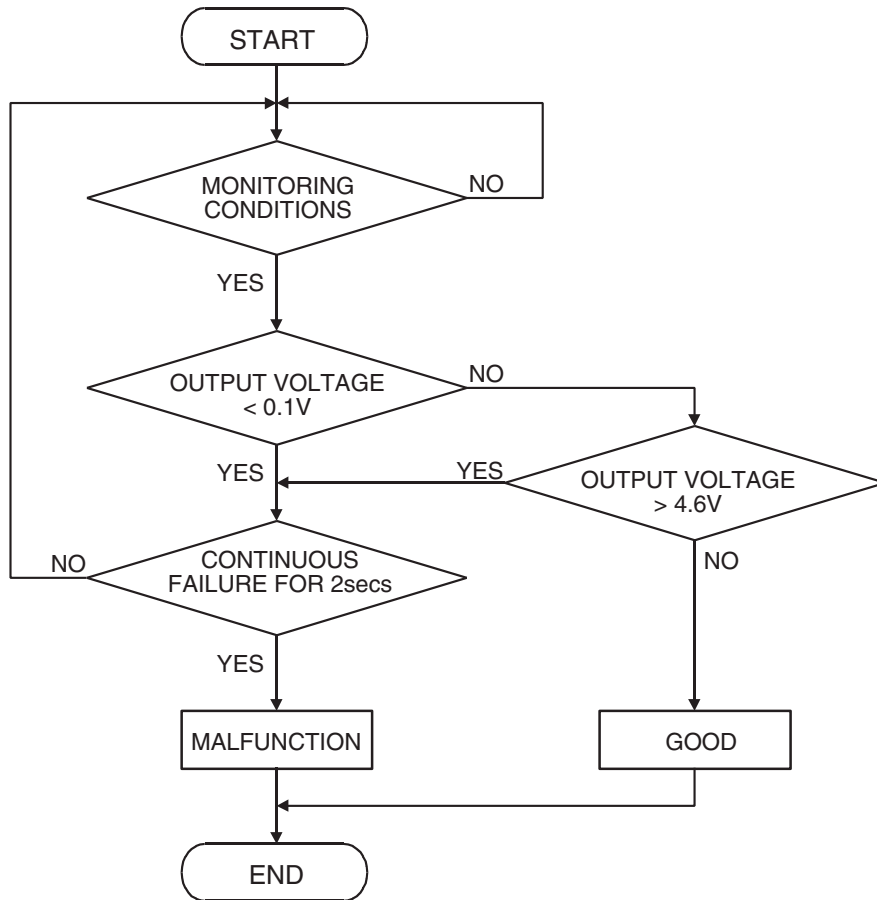 START
MONITORING
CONDITIONS
NO
YES
OUTPUT VOLTAGE
< 0.1V
NO
YES
YES
OUTPUT VOLTAGE
> 4.6V
NO
CONTINUOUS
FAILURE FOR 2secs
NO
YES
MALFUNCTION
GOOD
END